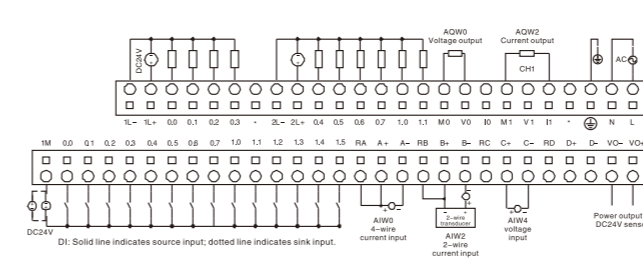 AQW0
Voltage output
AQW2
Current output
DC24V
CH1
AC
1L− 1L+ 0.0 0.1 0.2 0.3 • 2L− 2L+ 0.4 0.5 0.6 0.7 1.0 1.1 M0 V0 I0 M1 V1 I1 • N L
1M 0.0 0.1 0.2 0.3 0.4 0.5 0.6 0.7 1.0 1.1 1.2 1.3 1.4 1.5 RA A+ A− RB B+ B− RC C+ C− RD D+ D− VO− VO+
DC24V
DI: Solid line indicates source input; dotted line indicates sink input.
AIW0
4−wire
current input
2−wire
transducer
AIW2
2−wire
current input
AIW4
voltage
input
Power output
DC24V sens